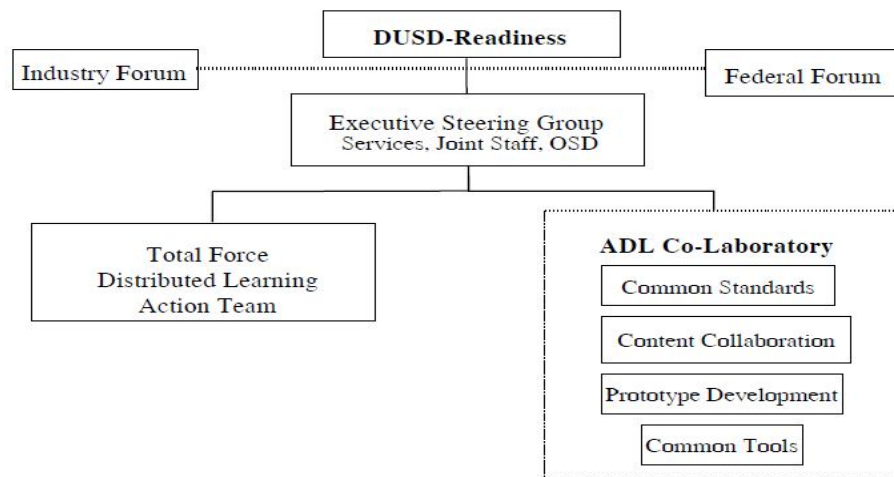 DUSD-Readiness
Industry Forum
Federal Forum
Executive Steering Group
Services, Joint Staff, OSD
Total Force
Distributed Learning
Action Team
ADL Co-Laboratory
Common Standards
Content Collaboration
Prototype Development
Common Tools